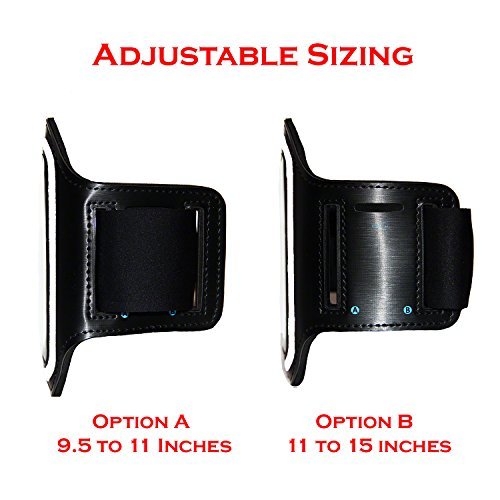 ADJUSTABLE SIZING
A B
OPTION A
9.5 TO 11 INCHES
OPTION B
11 TO 15 INCHES